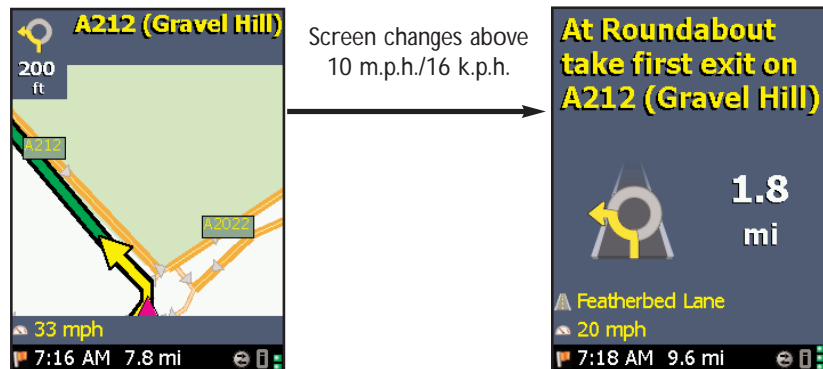 A212 (Gravel Hill)
200
ft
A212
A2022
33 mph
7:16 AM 7.8 mi
Screen changes above
10 m.p.h./16 k.p.h.
At Roundabout
take first exit on
A212 (Gravel Hill)
1.8
mi
Featherbed Lane
20 mph
7:18 AM 9.6 mi